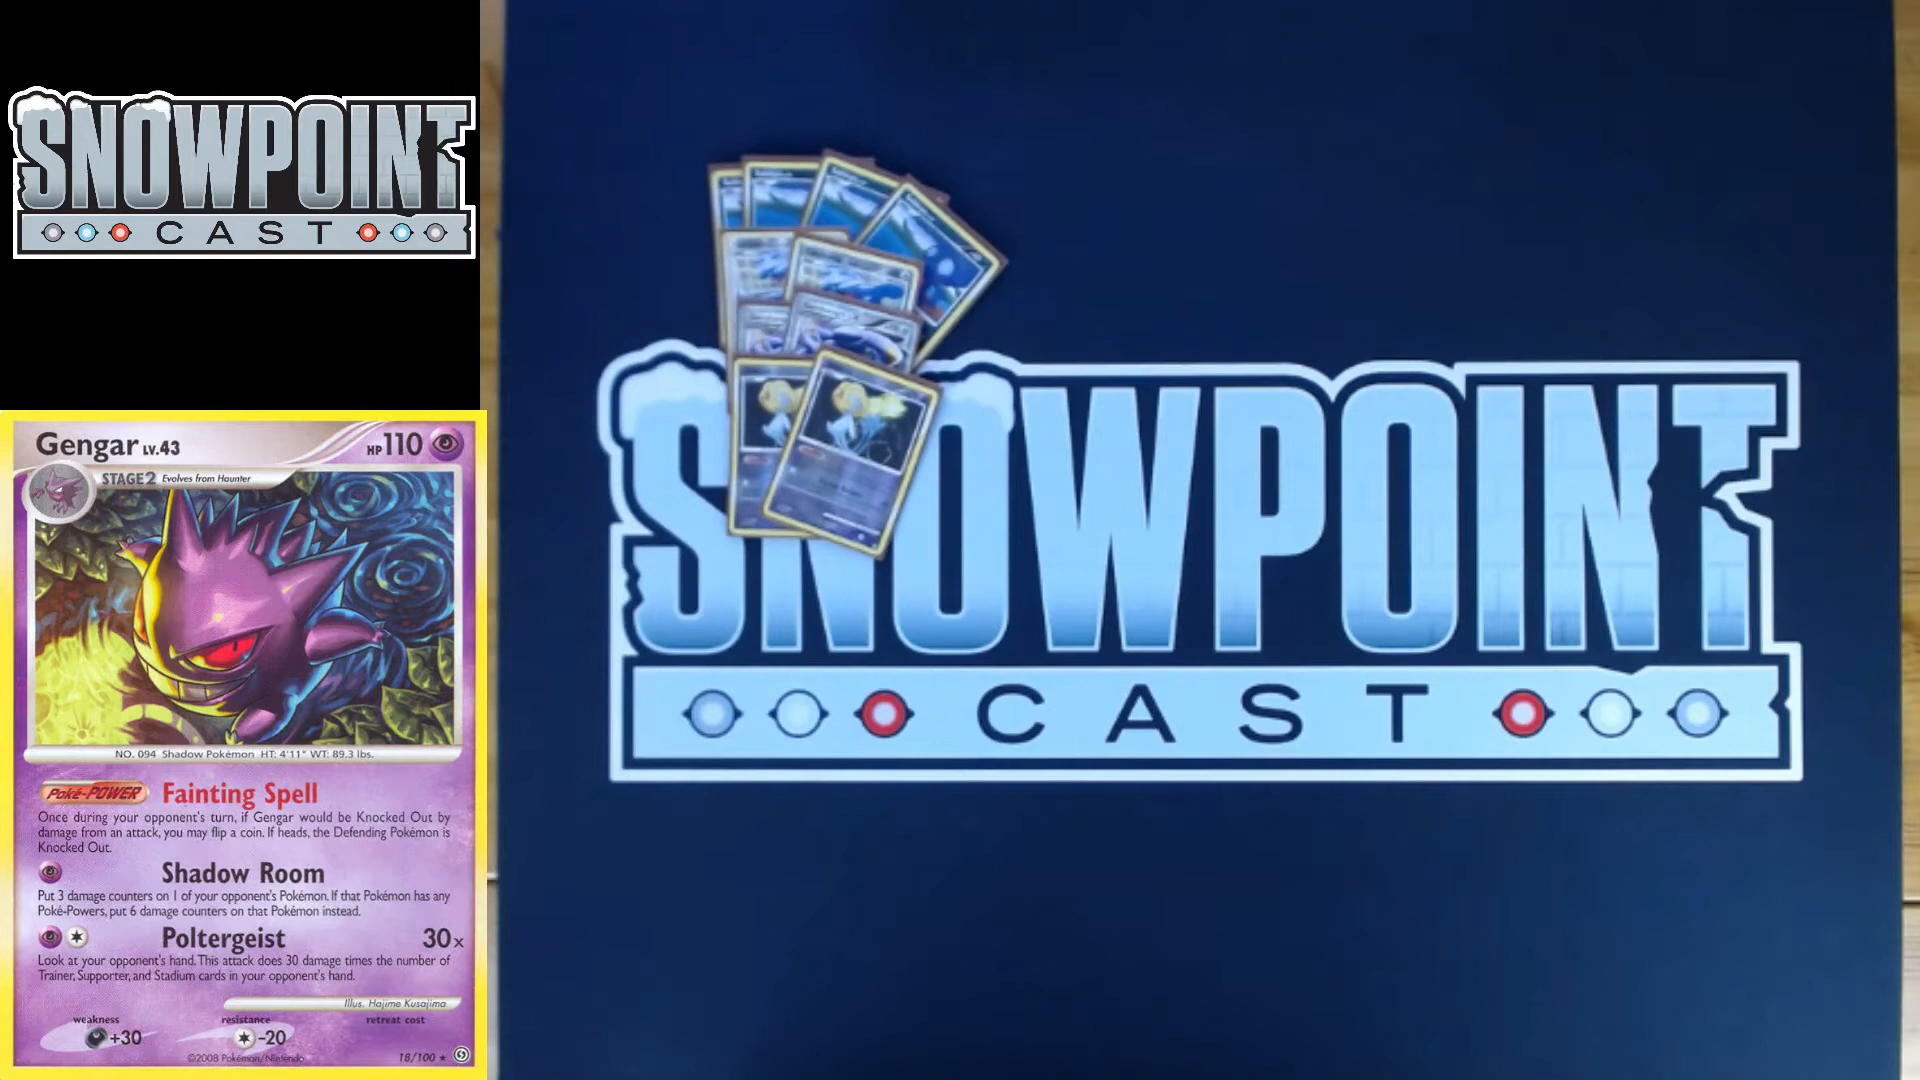 SNOWPOINT
CAST
Gengar LV.43
HP 110
STAGE2 Evolves from Haunter
NO. 094 Shadow Pokémon HT: 4'11" WT: 89.3 lbs.
Poké-POWER Fainting Spell
Once during your opponent's turn, if Gengar would be Knocked Out by
damage from an attack, you may flip a coin. If heads, the Defending Pokémon is
Knocked Out.
Shadow Room
Put 3 damage counters on 1 of your opponent's Pokémon. If that Pokémon has any
Poké-Powers, put 6 damage counters on that Pokémon instead.
Poltergeist 30x
Look at your opponent's hand. This attack does 30 damage times the number of
Trainer, Supporter, and Stadium cards in your opponent's hand.
Illus. Hajime Kusajima
weakness resistance retreat cost
+30 -20
©2008 Pokémon/Nintendo 18/100
SNOWPOINT
CAST